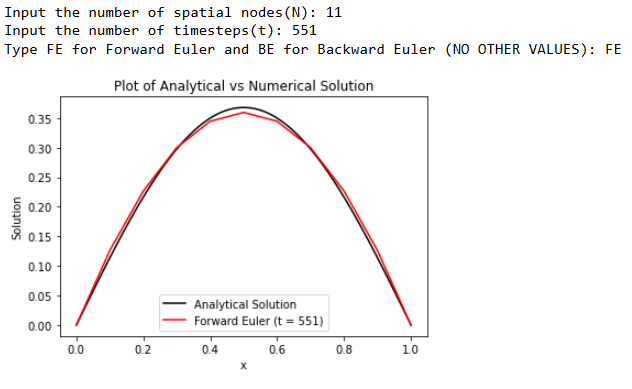 Input the number of spatial nodes(N): 11
Input the number of timesteps(t): 551
Type FE for Forward Euler and BE for Backward Euler (NO OTHER VALUES): FE
Plot of Analytical vs Numerical Solution
Solution
0.35
0.30
0.25
0.20
0.15
0.10
0.05
0.00
Analytical Solution
Forward Euler (t = 551)
0.0 0.2 0.4 0.6 0.8 1.0
x